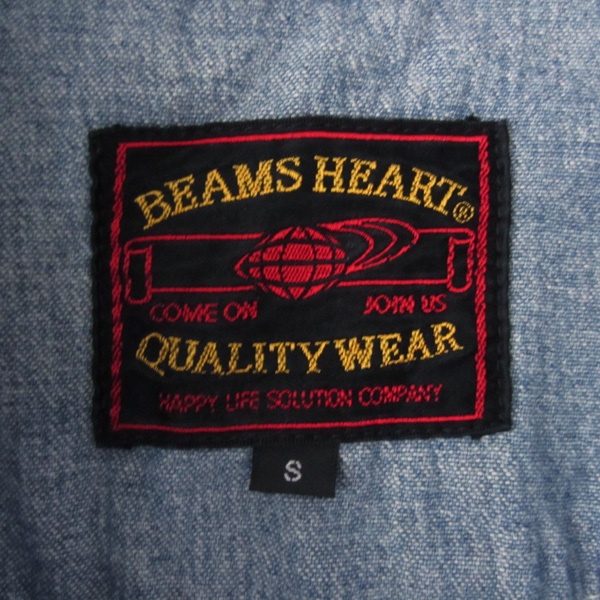 BEAMS HEART®
COME ON JOIN US
QUALITY WEAR
HAPPY LIFE SOLUTION COMPANY
S